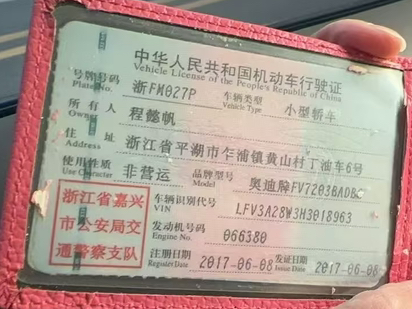 中华人民共和国机动车行驶证
Vehicle License of the People's Republic of China
号牌号码 浙FM027P 车辆类型 小型轿车
Plate No. Vehicle Type
所有人 程懿帆
Owner
住址 浙江省平湖市乍浦镇黄山村丁油车6号
Address
使用性质 非营运 品牌型号 奥迪牌FV7203BADBG
Use Character Model
浙江省嘉兴
市公安局交
通警察支队
车辆识别代号 LFV3A28W3H3018963
VIN
发动机号码 066380
Engine No.
注册日期 2017-06-08 发证日期 2017-06-08
Register Date Issue Date